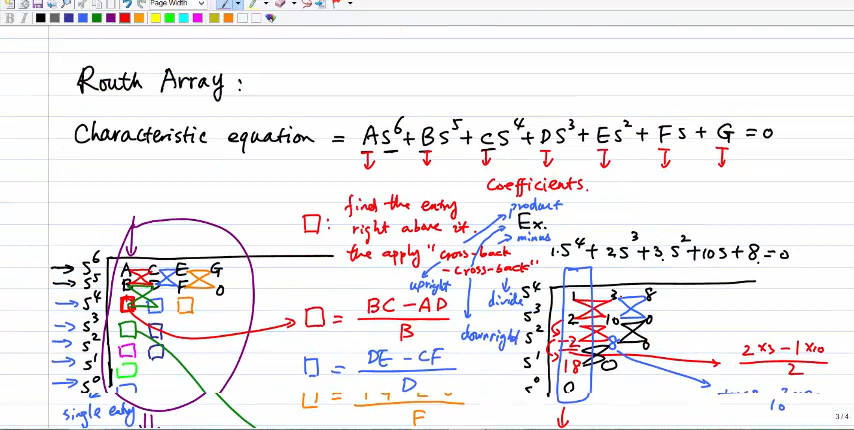 Page Width
B I
Routh Array:
Characteristic equation = As^6 + Bs^5 + Cs^4 + Ds^3 + Es^2 + Fs + G = 0
coefficients.
□: find the entry
right above it.
the apply "cross-back
-cross-back"
product
Ex.
minus
upright
divide
downright
1.s^4 + 2s^3 + 3.s^2 + 10s + 8. = 0
s^6 A C E G
s^5 B F 0
s^4
s^3
s^2
s^1
s^0
single entry
□ = (BC - AD) / B
□ = (DE - CF) / D
F
s^4 1 3 8
s^3 2 10 0
s^2 -2 8 0
s^1 18 0
s^0
(2×3 - 1×10) / 2
10
3/4